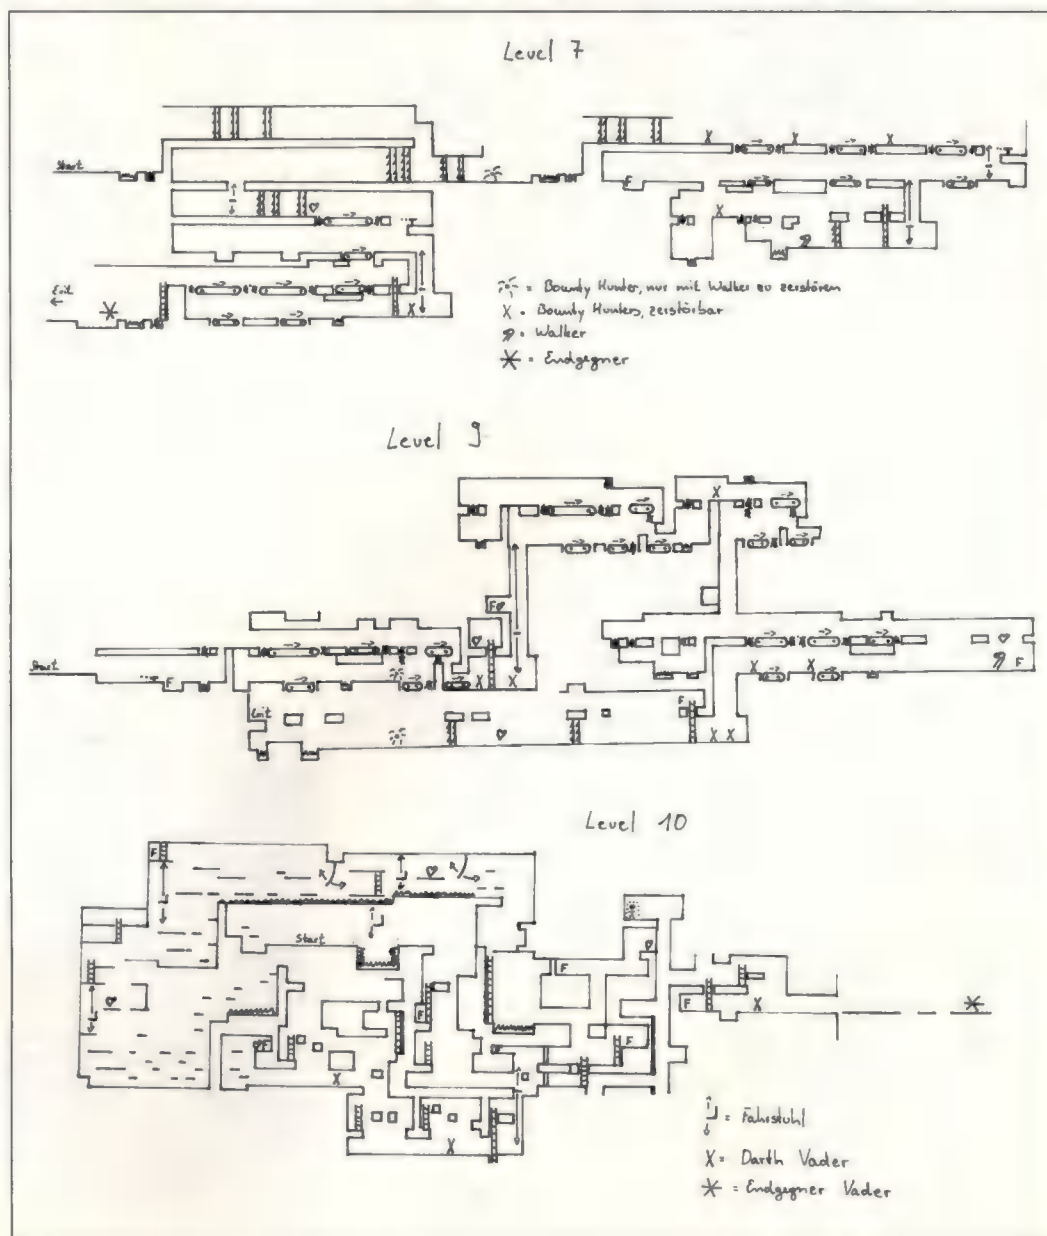 Level 7
Start
F
Exit
= Bounty Hunter, nur mit Walker zu zerstören
X = Bounty Hunters, zerstörbar
= Walker
= Endgegner
Level 9
F
F
Start
F
F
Exit
F
Level 10
F
Start
F
F
F
F
F
= Fahrstuhl
X = Darth Vader
= Endgegner Vader